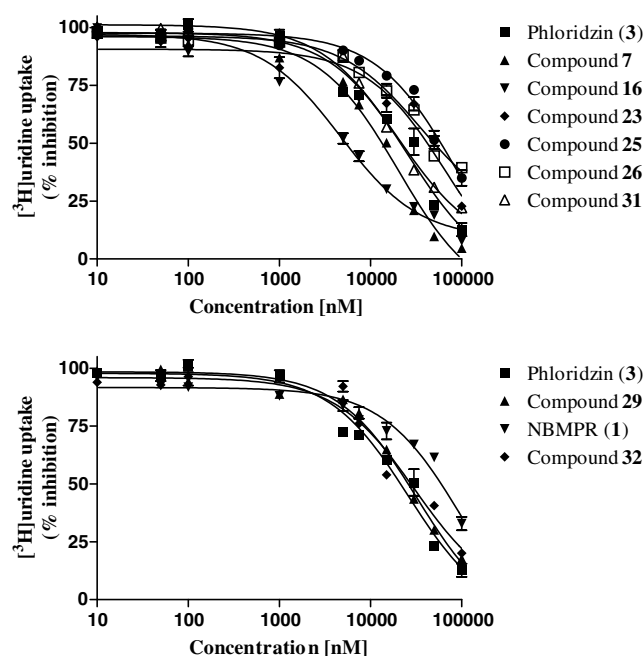 100
75
50
25
0
[³H]uridine uptake
(% inhibition)
10 100 1000 10000 100000
Concentration [nM]
Phloridzin (3)
Compound 7
Compound 16
Compound 23
Compound 25
Compound 26
Compound 31
100
75
50
25
0
[³H]uridine uptake
(% inhibition)
10 100 1000 10000 100000
Concentration [nM]
Phloridzin (3)
Compound 29
NBMPR (1)
Compound 32